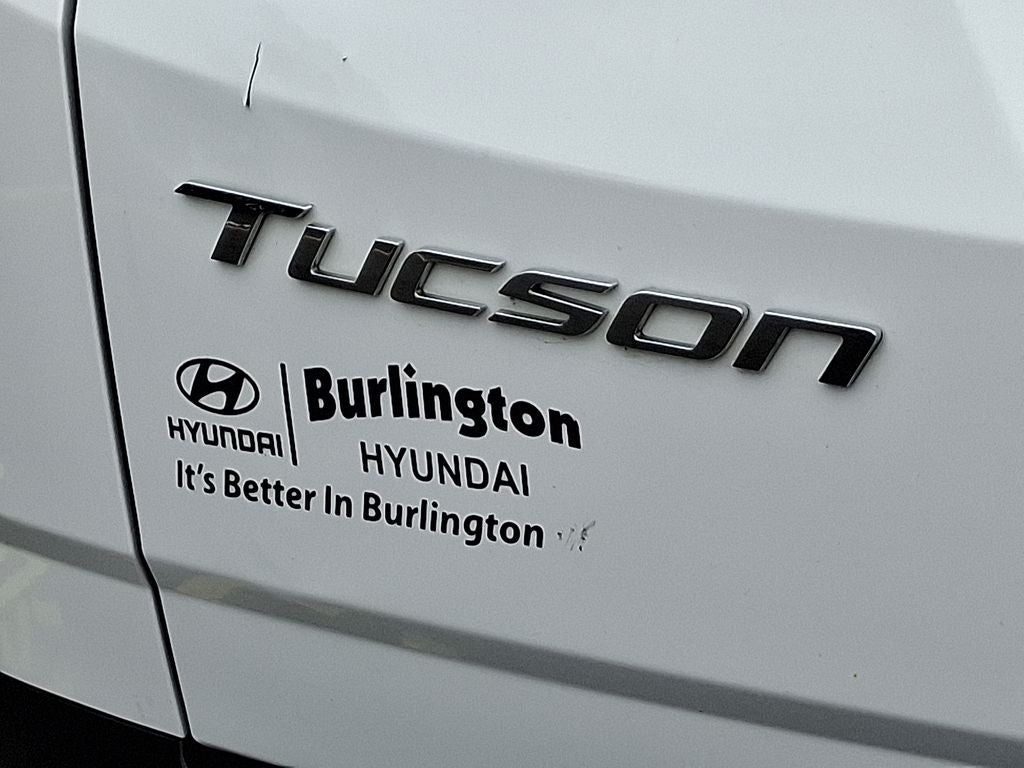 Tucson
HYUNDAI
Burlington
HYUNDAI
It's Better In Burlington